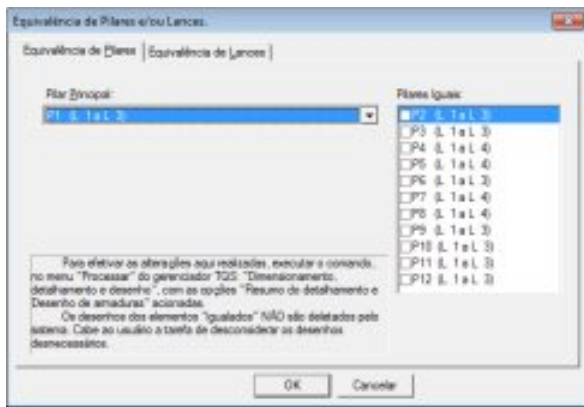 Equivalência de Pilares e/ou Lances.
Equivalência de Pilares
Equivalência de Lances
Pilar Principal:
P1 (L 1 a L 3)
Pilares Iguais:
P2 (L 1 a L 3)
P3 (L 1 a L 3)
P4 (L 1 a L 4)
P5 (L 1 a L 4)
P6 (L 1 a L 3)
P7 (L 1 a L 4)
P8 (L 1 a L 4)
P9 (L 1 a L 3)
P10 (L 1 a L 3)
P11 (L 1 a L 3)
P12 (L 1 a L 3)
Para efetivar as alterações aqui realizadas, executar o comando,
no menu "Processar" do gerenciador TQS: "Dimensionamento,
detalhamento e desenho", com as opções "Resumo do detalhamento e
Desenho de armaduras" acionadas.
Os desenhos dos elementos "igualados" NÃO são deletados pelo
sistema. Cabe ao usuário a tarefa de desconsiderar os desenhos
desnecessários.
OK
Cancelar